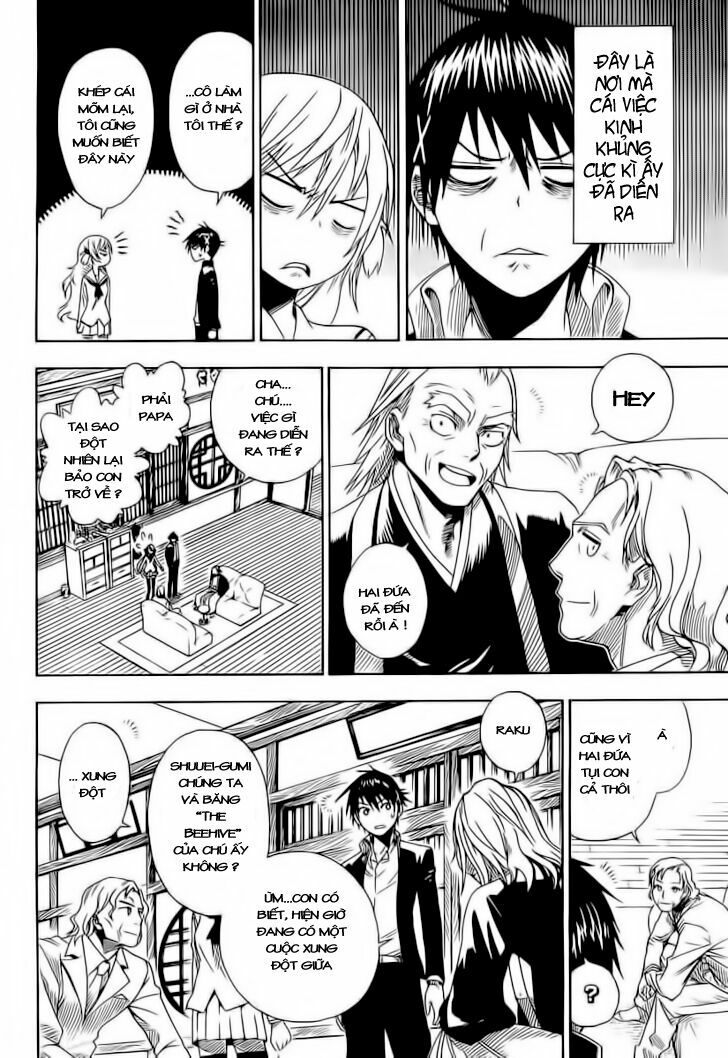 ĐÂY LÀ
NƠI MÀ
CÁI VIỆC
KINH
KHỦNG
CỰC KÌ ẤY
ĐÃ DIỄN
RA
...CÔ LÀM
GÌ Ở NHÀ
TÔI THẾ ?
KHÉP CÁI
MỒM LẠI,
TÔI CŨNG
MUỐN BIẾT
ĐÂY NÀY
HEY
HAI ĐỨA
ĐÃ ĐẾN
RỒI À !
CHA...
CHÚ....
VIỆC GÌ
ĐANG DIỄN
RA THẾ ?
PHẢI
PAPA
TẠI SAO
ĐỘT
NHIÊN LẠI
BẢO CON
TRỞ VỀ ?
À
CŨNG VÌ
HAI ĐỨA
TỤI CON
CẢ THÔI
?
RAKU
ỪM...CON CÓ
BIẾT, HIỆN GIỜ
ĐANG CÓ MỘT
CUỘC XUNG
ĐỘT GIỮA
SHUUEI-GUMI
CHÚNG TA
VÀ BĂNG
"THE
BEEHIVE"
CỦA CHÚ ẤY
KHÔNG ?
... XUNG
ĐỘT